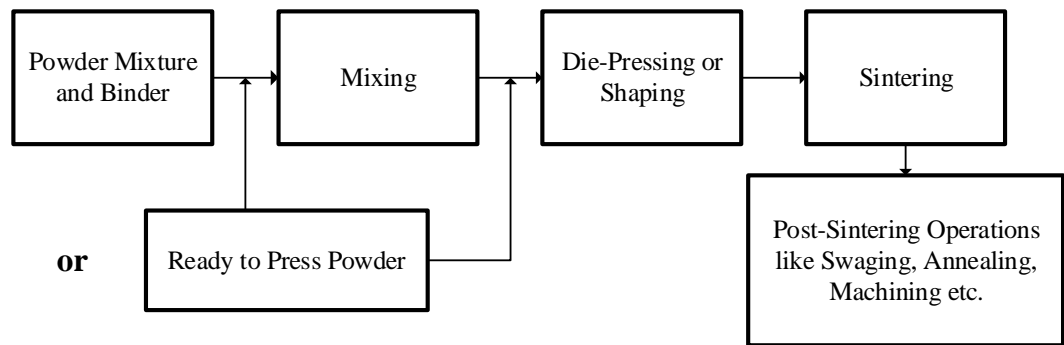 Powder Mixture
and Binder
Mixing
Die-Pressing or
Shaping
Sintering
or
Ready to Press Powder
Post-Sintering Operations
like Swaging, Annealing,
Machining etc.